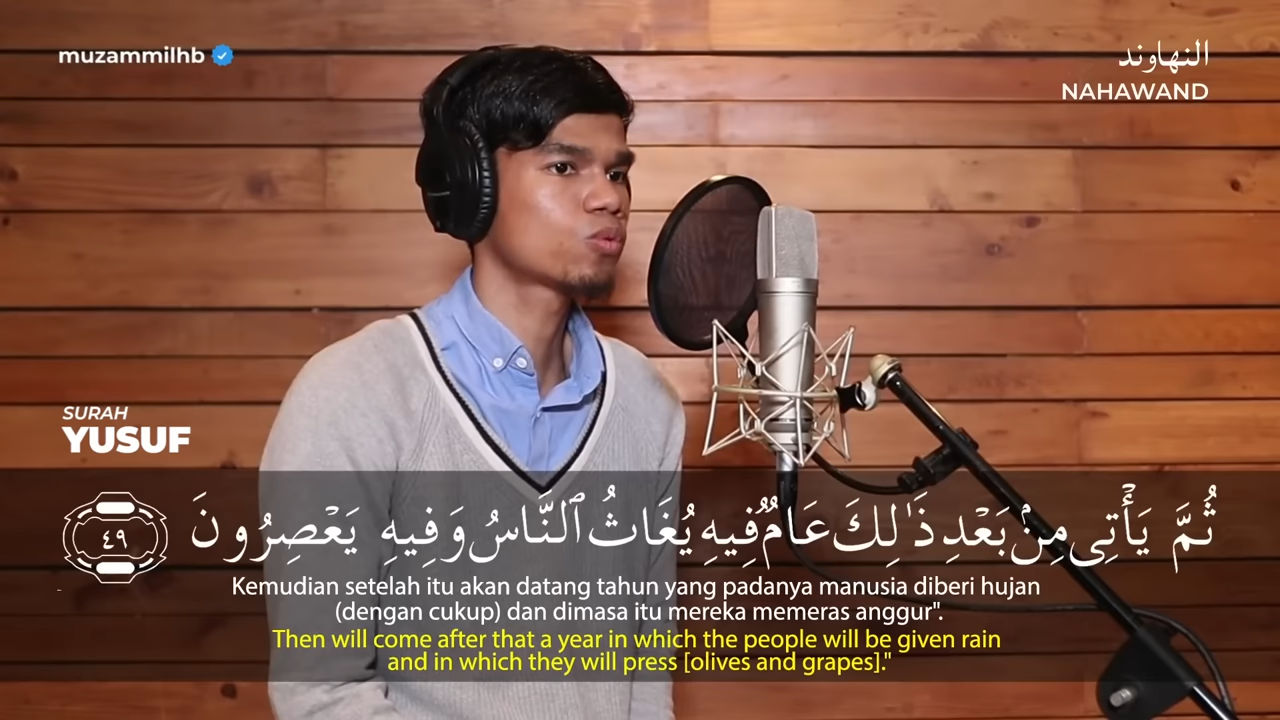 muzammilhb
النهاوند
NAHAWAND
SURAH
YUSUF
ثُمَّ يَأْتِى مِنۢ بَعْدِ ذَٰلِكَ عَامٌ فِيهِ يُغَاثُ ٱلنَّاسُ وَفِيهِ يَعْصِرُونَ ٤٩
Kemudian setelah itu akan datang tahun yang padanya manusia diberi hujan
(dengan cukup) dan dimasa itu mereka memeras anggur".
Then will come after that a year in which the people will be given rain
and in which they will press [olives and grapes]."